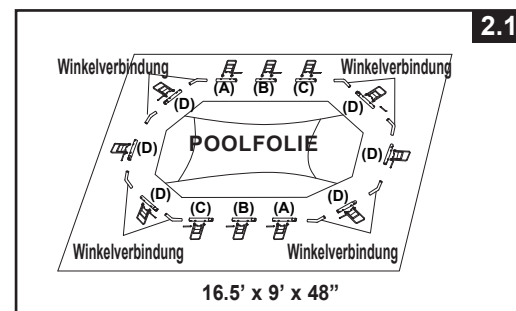 2.1
Winkelverbindung Winkelverbindung
(A) (B) (C)
(D) (D)
POOLFOLIE
(D) (D)
(D) (D)
(C) (B) (A)
Winkelverbindung Winkelverbindung
16.5’ x 9’ x 48”